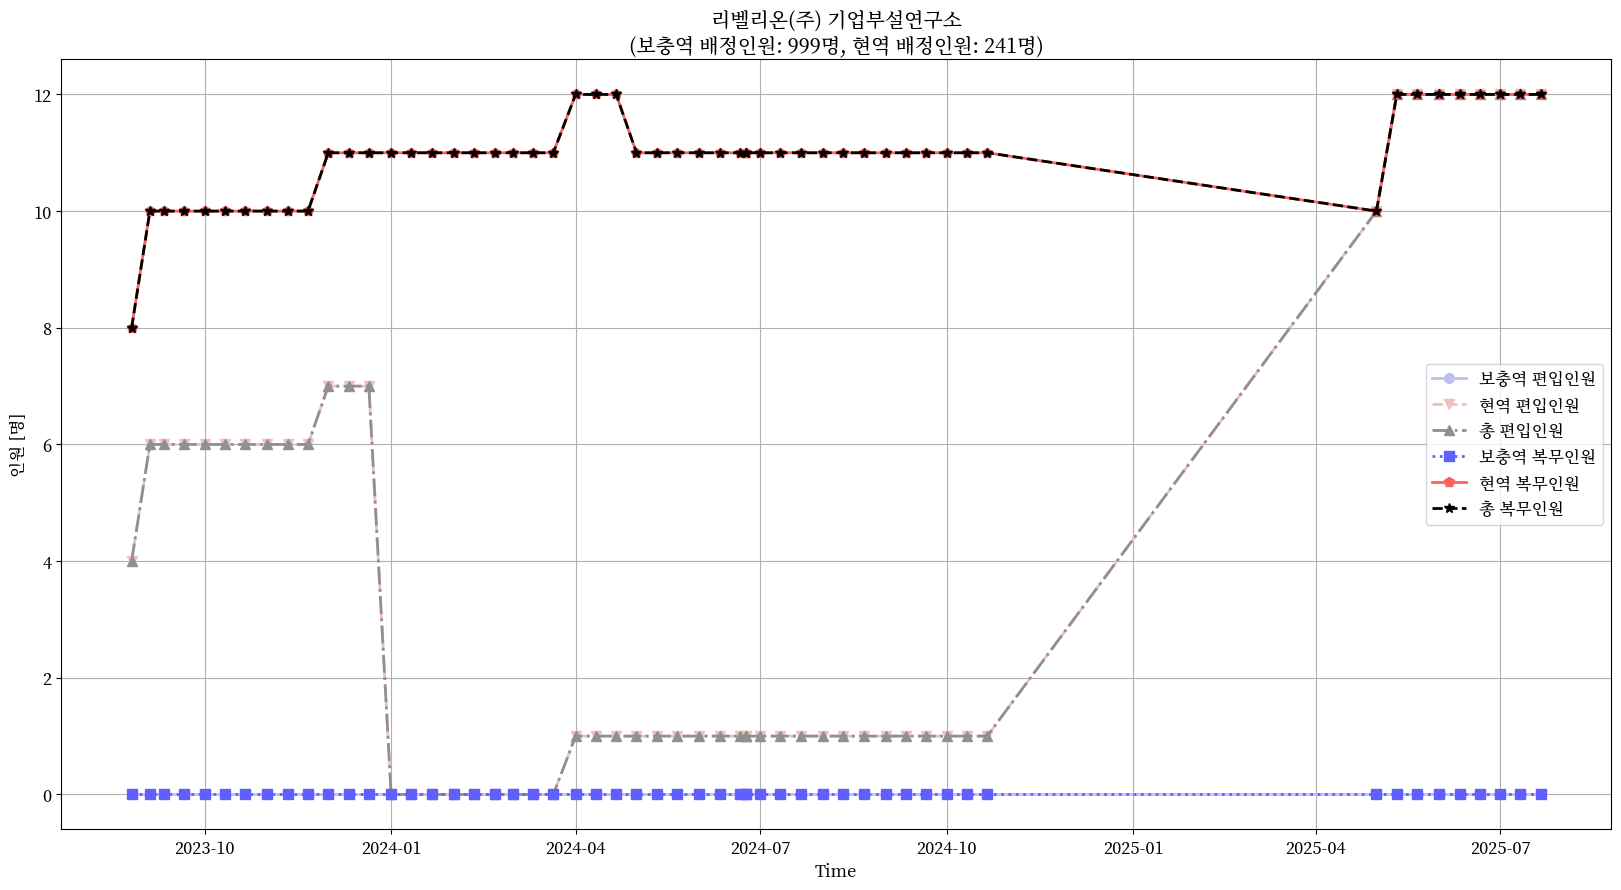 리벨리온(주) 기업부설연구소
(보충역 배정인원: 999명, 현역 배정인원: 241명)
인원 [명]
12
10
8
6
4
2
0
보충역 편입인원
현역 편입인원
총 편입인원
보충역 복무인원
현역 복무인원
총 복무인원
2023-10
2024-01
2024-04
2024-07
2024-10
2025-01
2025-04
2025-07
Time